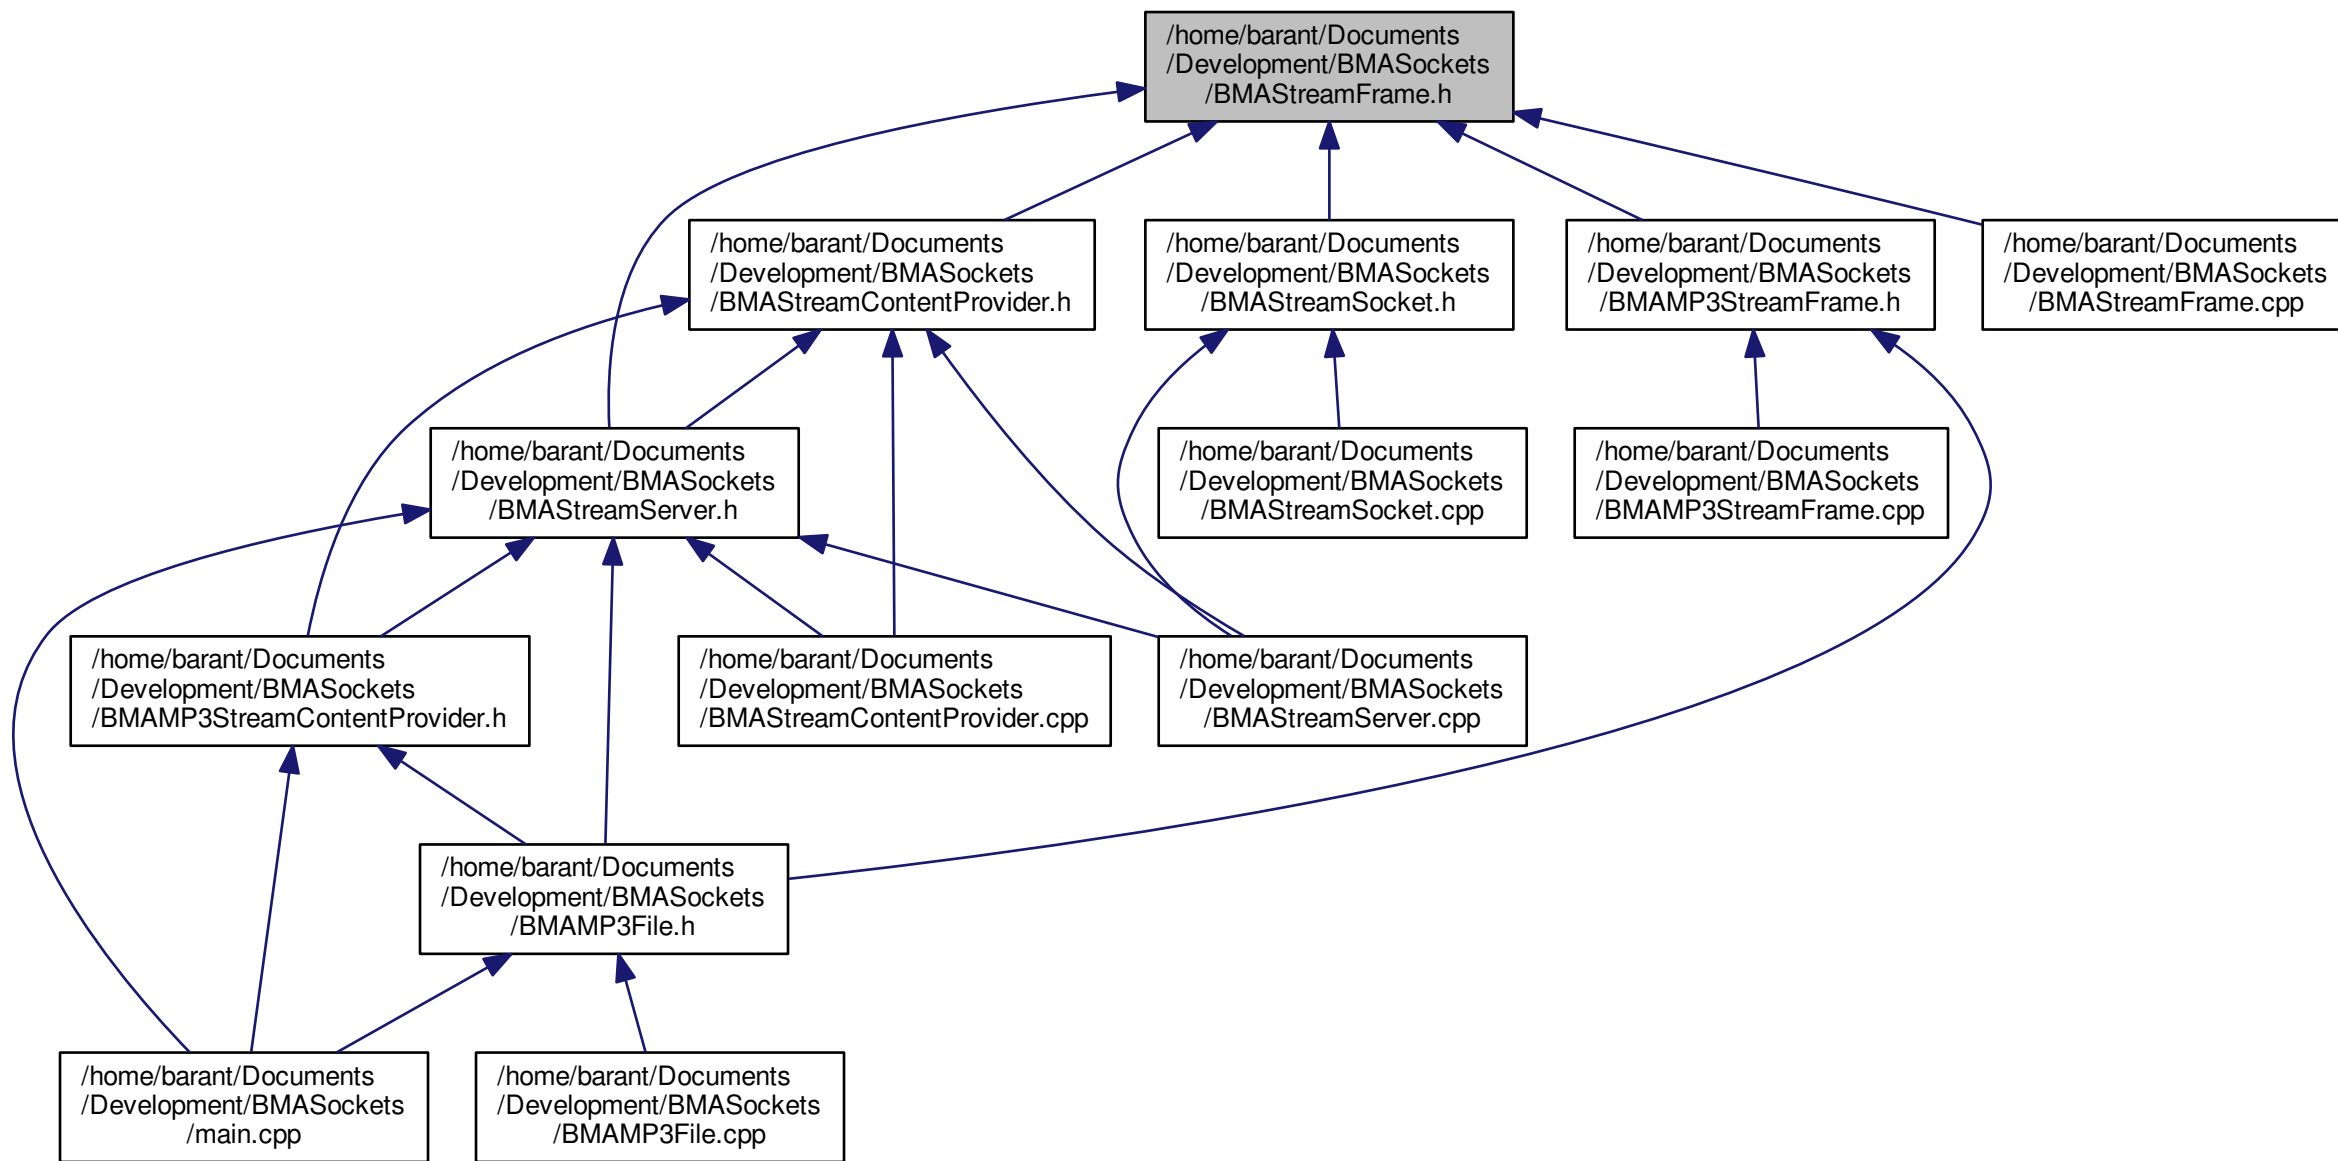 /home/barant/Documents
/Development/BMASockets
/BMAStreamFrame.h
/home/barant/Documents
/Development/BMASockets
/BMAStreamContentProvider.h
/home/barant/Documents
/Development/BMASockets
/BMAStreamSocket.h
/home/barant/Documents
/Development/BMASockets
/BMAMP3StreamFrame.h
/home/barant/Documents
/Development/BMASockets
/BMAStreamFrame.cpp
/home/barant/Documents
/Development/BMASockets
/BMAStreamServer.h
/home/barant/Documents
/Development/BMASockets
/BMAStreamSocket.cpp
/home/barant/Documents
/Development/BMASockets
/BMAMP3StreamFrame.cpp
/home/barant/Documents
/Development/BMASockets
/BMAMP3StreamContentProvider.h
/home/barant/Documents
/Development/BMASockets
/BMAStreamContentProvider.cpp
/home/barant/Documents
/Development/BMASockets
/BMAStreamServer.cpp
/home/barant/Documents
/Development/BMASockets
/BMAMP3File.h
/home/barant/Documents
/Development/BMASockets
/main.cpp
/home/barant/Documents
/Development/BMASockets
/BMAMP3File.cpp